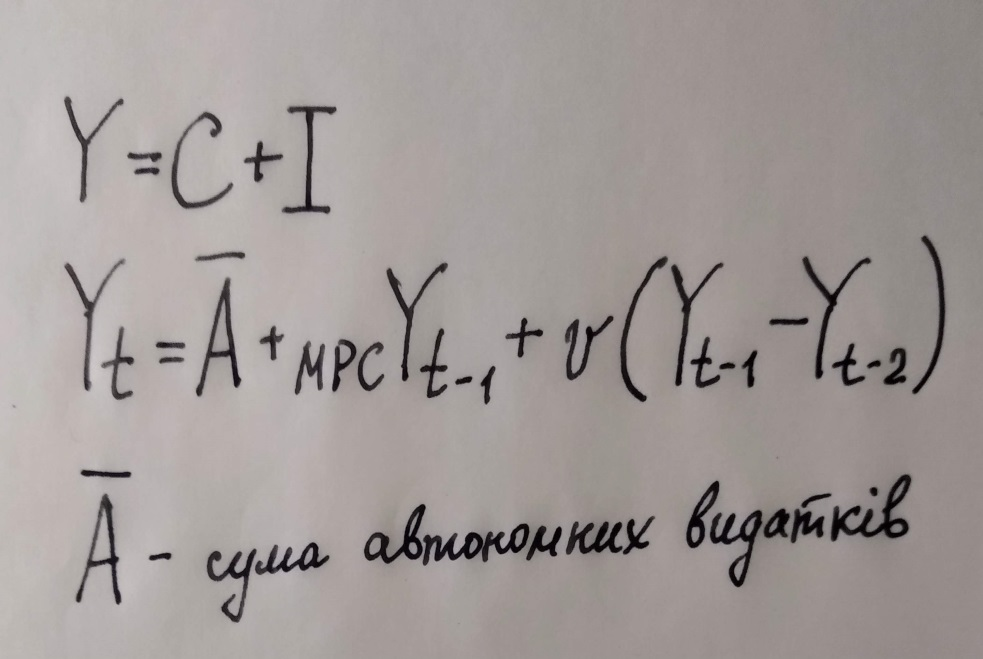 Y = C + I
Yt = A̅ + MPC Yt-1 + v (Yt-1 - Yt-2)
A̅ - сума автономних видатків